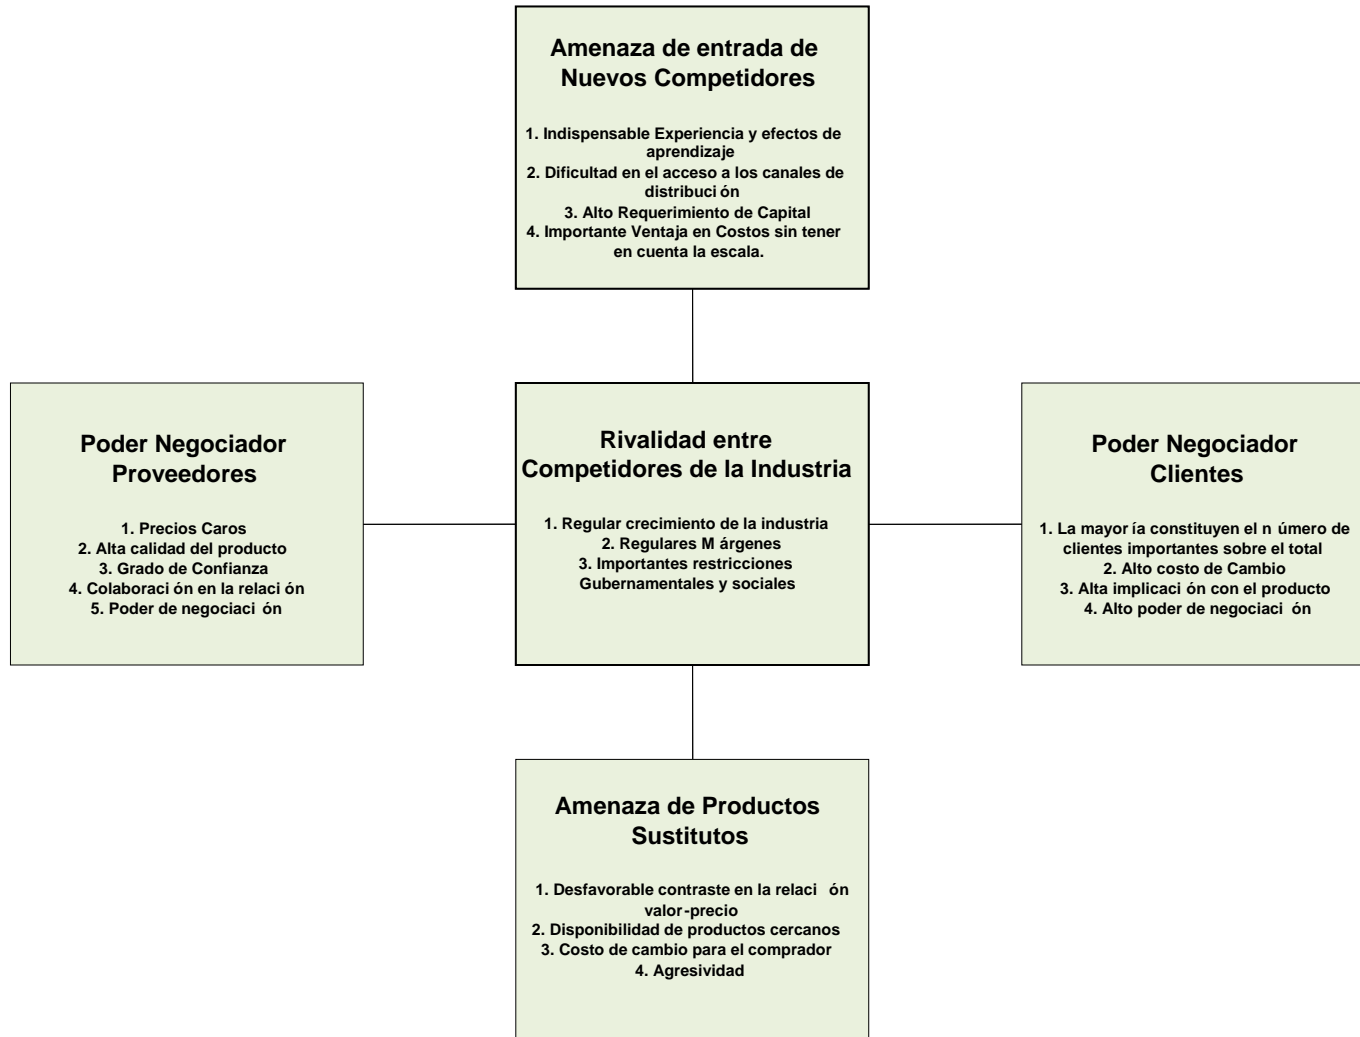 Amenaza de entrada de
Nuevos Competidores
1. Indispensable Experiencia y efectos de
aprendizaje
2. Dificultad en el acceso a los canales de
distribuci ón
3. Alto Requerimiento de Capital
4. Importante Ventaja en Costos sin tener
en cuenta la escala.
Poder Negociador
Proveedores
1. Precios Caros
2. Alta calidad del producto
3. Grado de Confianza
4. Colaboraci ón en la relaci ón
5. Poder de negociaci ón
Rivalidad entre
Competidores de la Industria
1. Regular crecimiento de la industria
2. Regulares M árgenes
3. Importantes restricciones
Gubernamentales y sociales
Poder Negociador
Clientes
1. La mayor ía constituyen el n úmero de
clientes importantes sobre el total
2. Alto costo de Cambio
3. Alta implicaci ón con el producto
4. Alto poder de negociaci ón
Amenaza de Productos
Sustitutos
1. Desfavorable contraste en la relaci ón
valor-precio
2. Disponibilidad de productos cercanos
3. Costo de cambio para el comprador
4. Agresividad